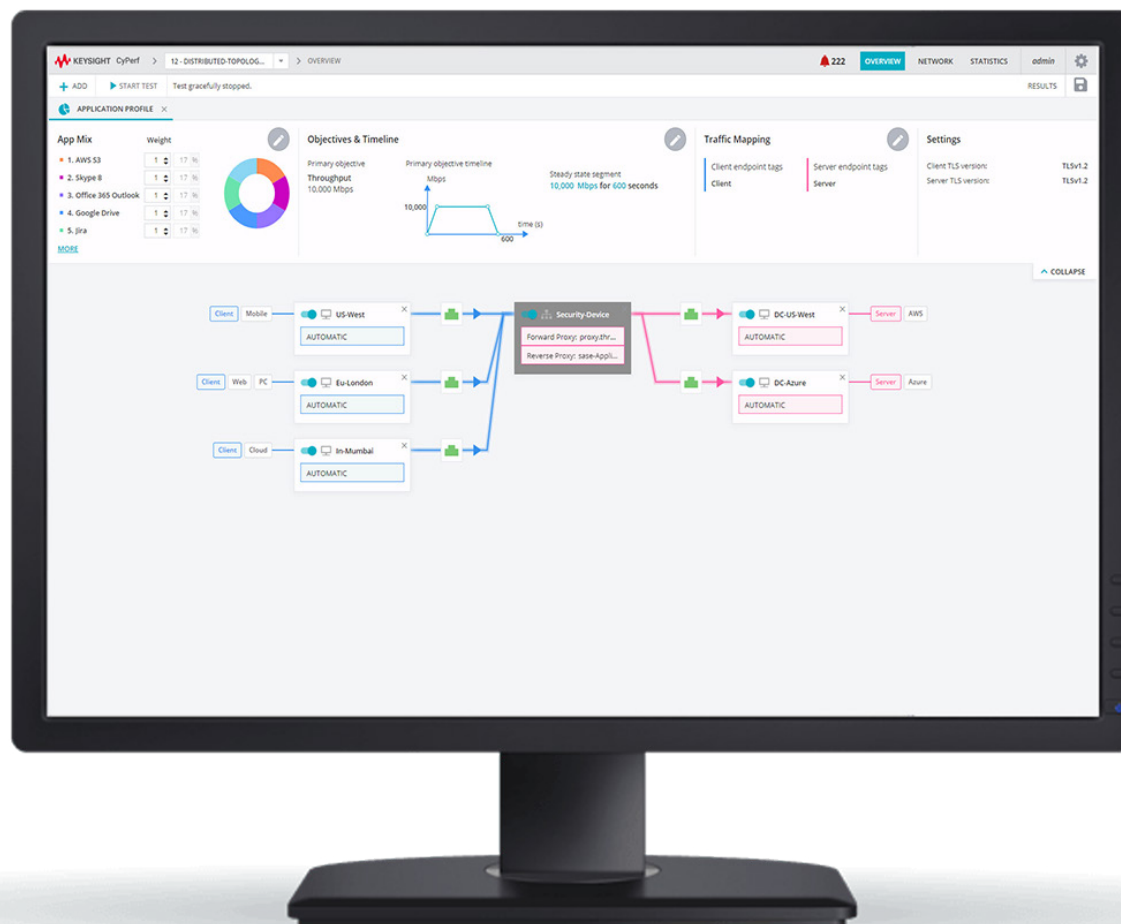 KEYSIGHT CyPerf > 12 - DISTRIBUTED-TOPOLOG... > OVERVIEW 222 OVERVIEW NETWORK STATISTICS admin
+ ADD START TEST Test gracefully stopped. RESULTS
APPLICATION PROFILE ×
App Mix Weight
1. AWS S3 1 17 %
2. Skype 8 1 17 %
3. Office 365 Outlook 1 17 %
4. Google Drive 1 17 %
5. Jira 1 17 %
MORE
Objectives & Timeline
Primary objective
Throughput
10.000 Mbps
Primary objective timeline
Mbps
10,000
time (s)
600
Steady state segment
10,000 Mbps for 600 seconds
Traffic Mapping
Client endpoint tags
Client
Server endpoint tags
Server
Settings
Client TLS version: TLSv1.2
Server TLS version: TLSv1.2
COLLAPSE
Client Mobile US-West ×
AUTOMATIC
Client Web PC Eu-London ×
AUTOMATIC
Client Cloud In-Mumbai ×
AUTOMATIC
Security-Device
Forward Proxy: proxy.thr...
Reverse Proxy: sase-Appli...
DC-US-West × Server AWS
AUTOMATIC
DC-Azure × Server Azure
AUTOMATIC